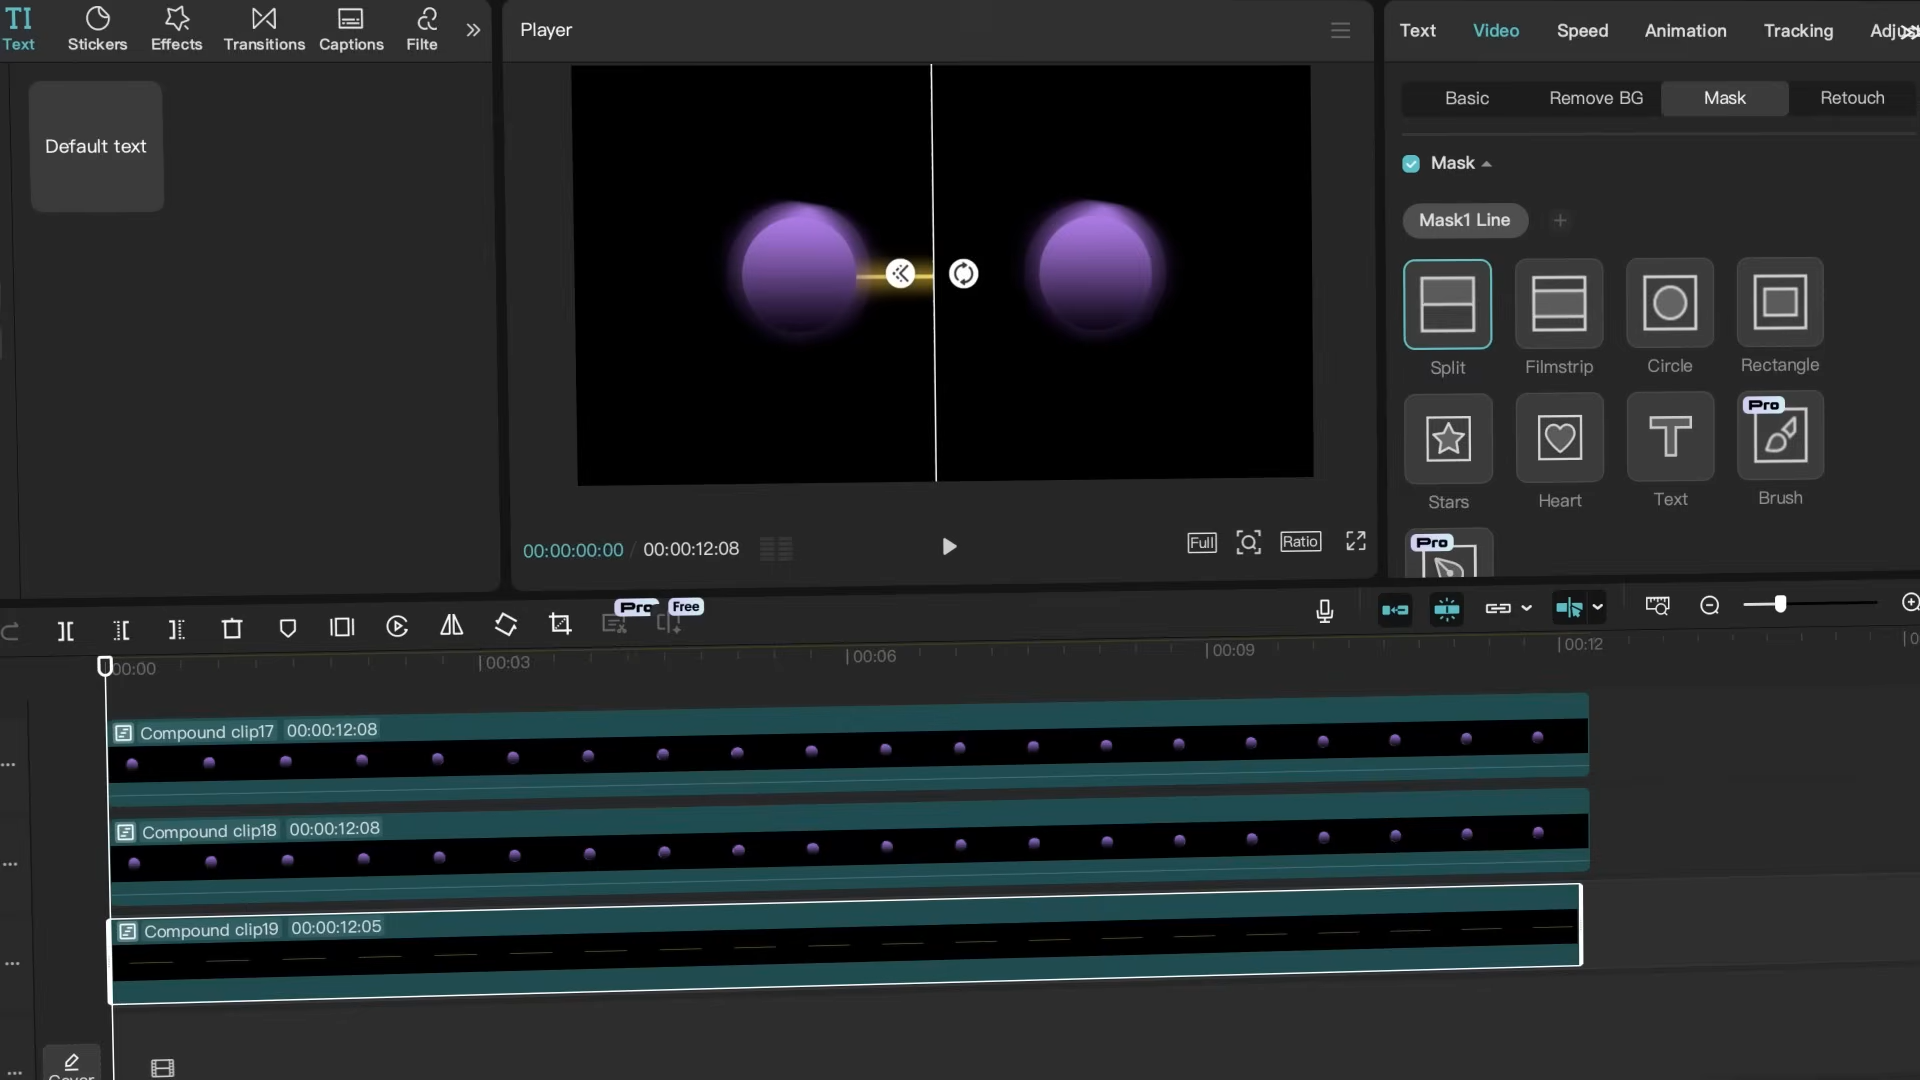 TI
Text
Stickers
Effects
Transitions
Captions
Filte
Default text
Player
00:00:00:00 / 00:00:12:08
Full
Ratio
Text
Video
Speed
Animation
Tracking
Basic
Remove BG
Mask
Retouch
Mask
Mask1 Line
Split
Filmstrip
Circle
Rectangle
Stars
Heart
Text
Pro
Brush
Pro
Pro
Free
00:00
00:03
00:06
00:09
00:12
Compound clip17 00:00:12:08
Compound clip18 00:00:12:08
Compound clip19 00:00:12:05